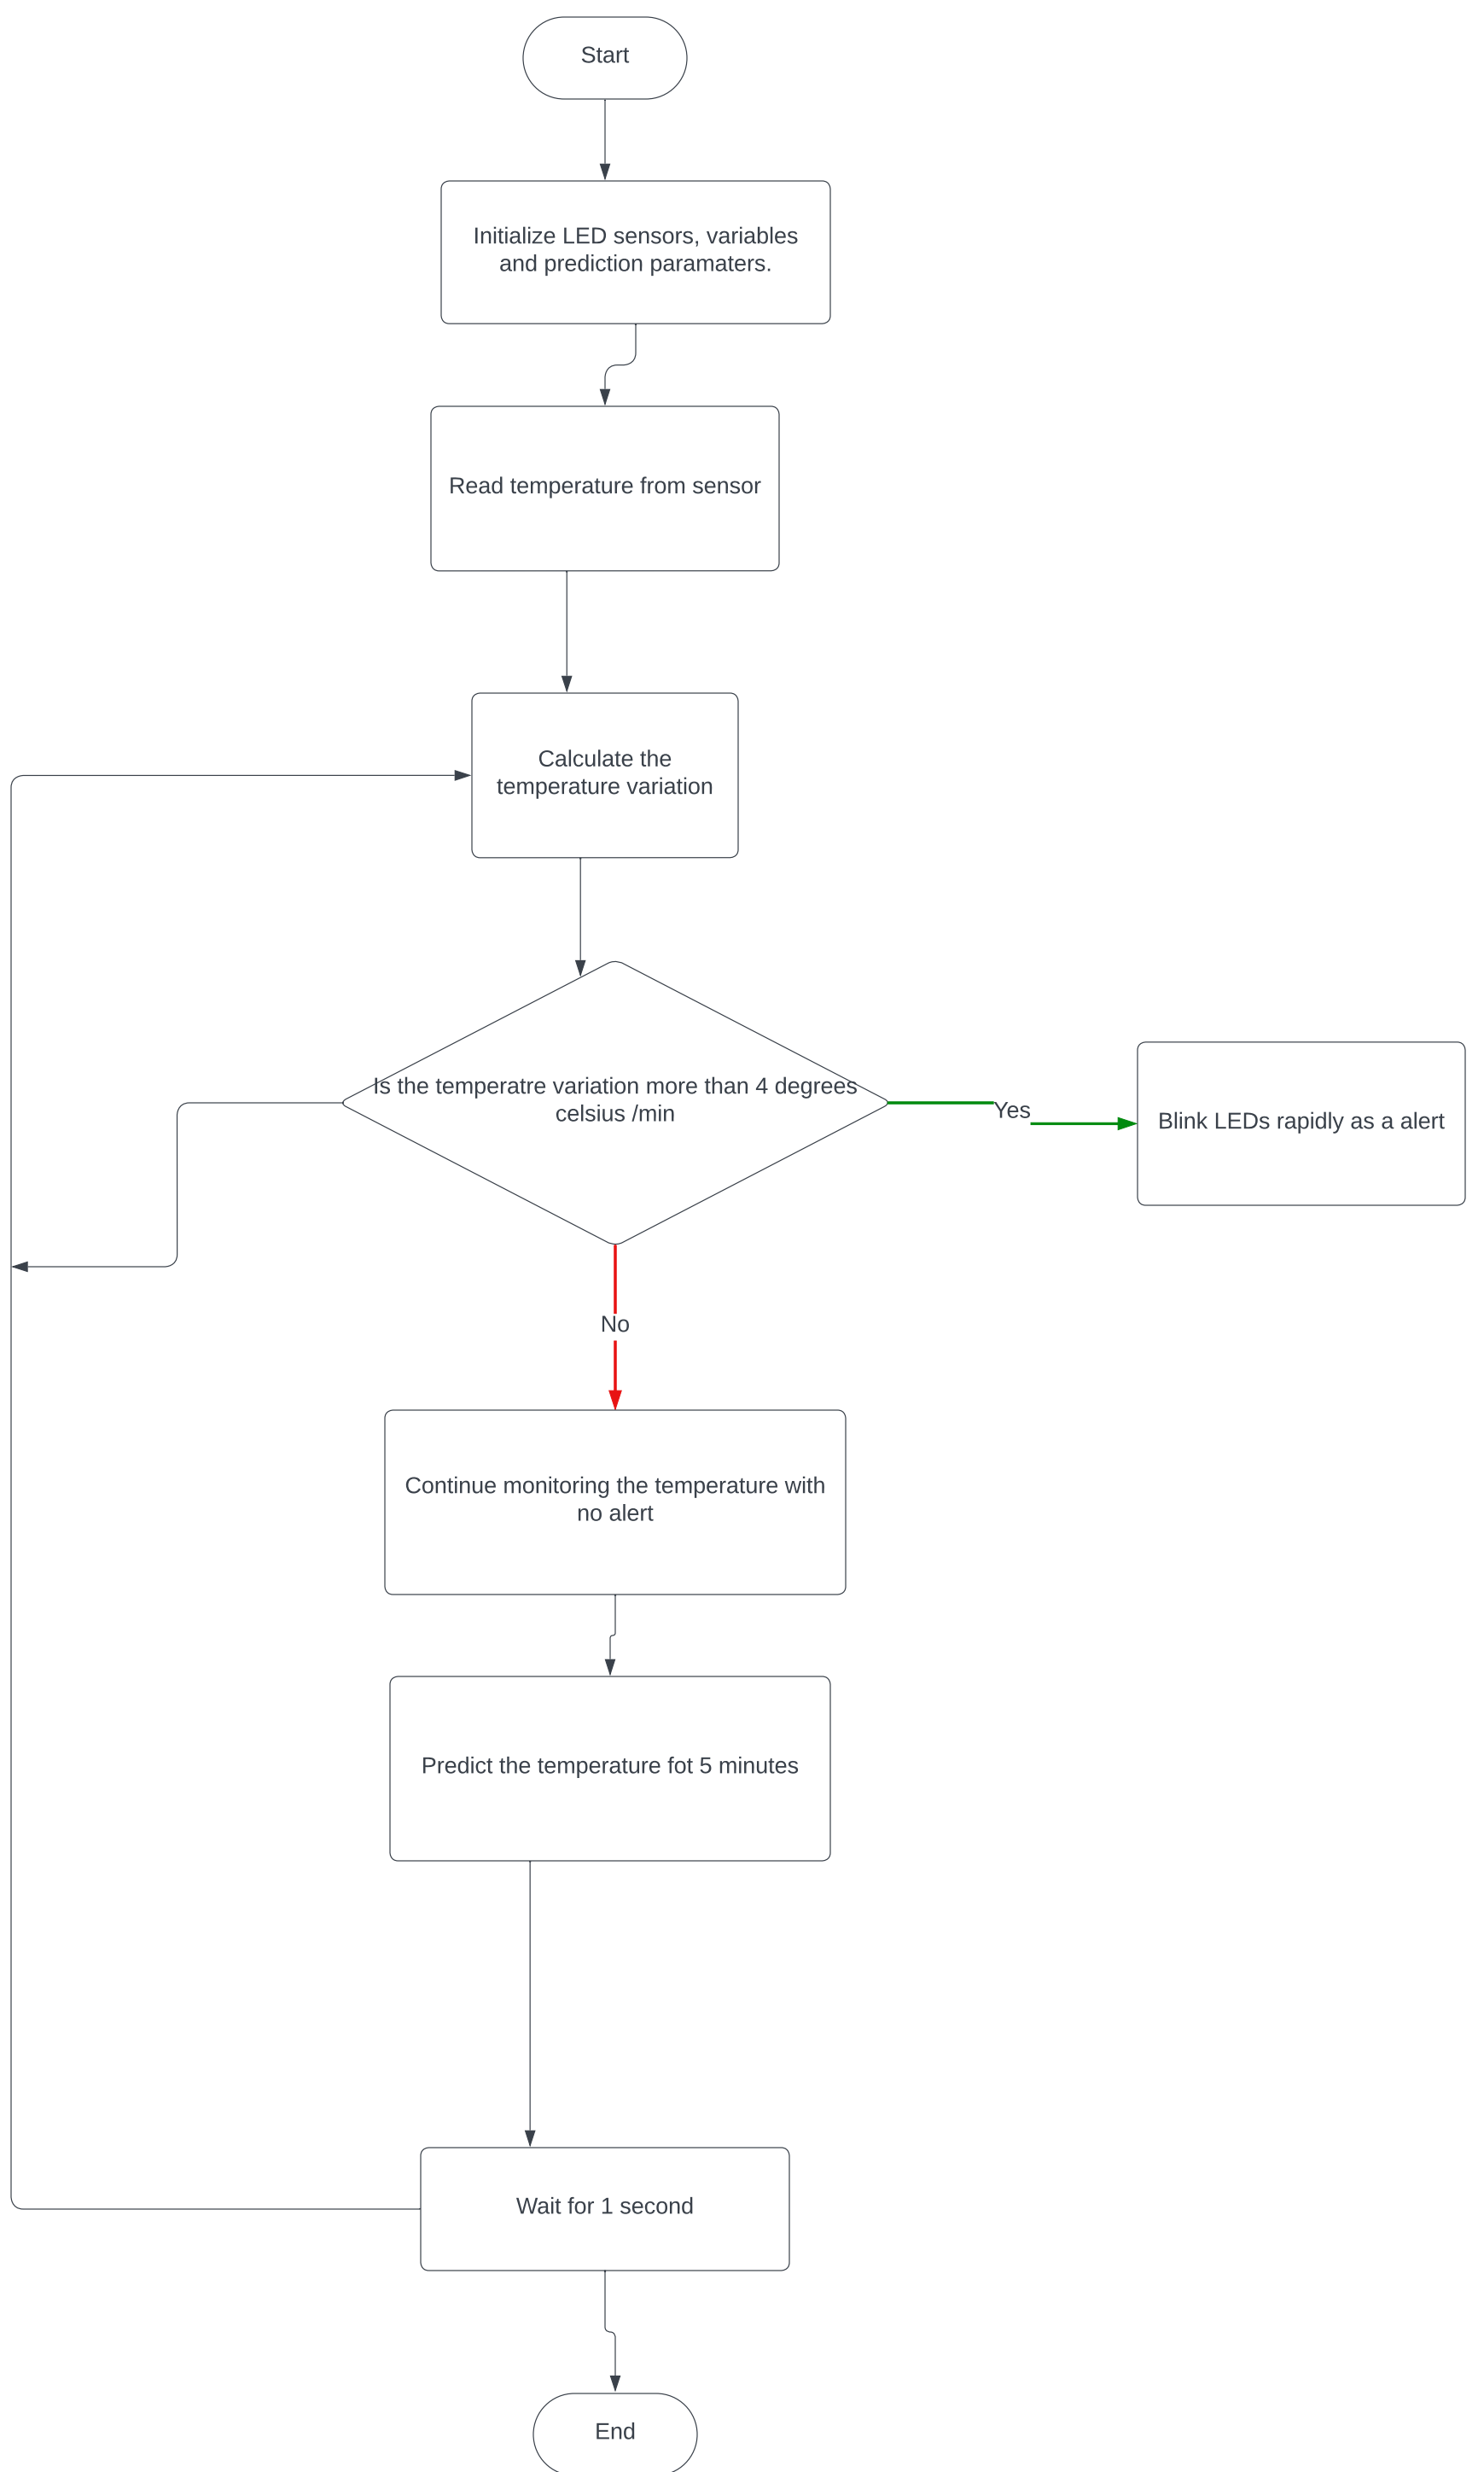 Start
Initialize LED sensors, variables
and prediction paramaters.
Read temperature from sensor
Calculate the
temperature variation
Is the temperatre variation more than 4 degrees
celsius /min
Yes
Blink LEDs rapidly as a alert
No
Continue monitoring the temperature with
no alert
Predict the temperature fot 5 minutes
Wait for 1 second
End